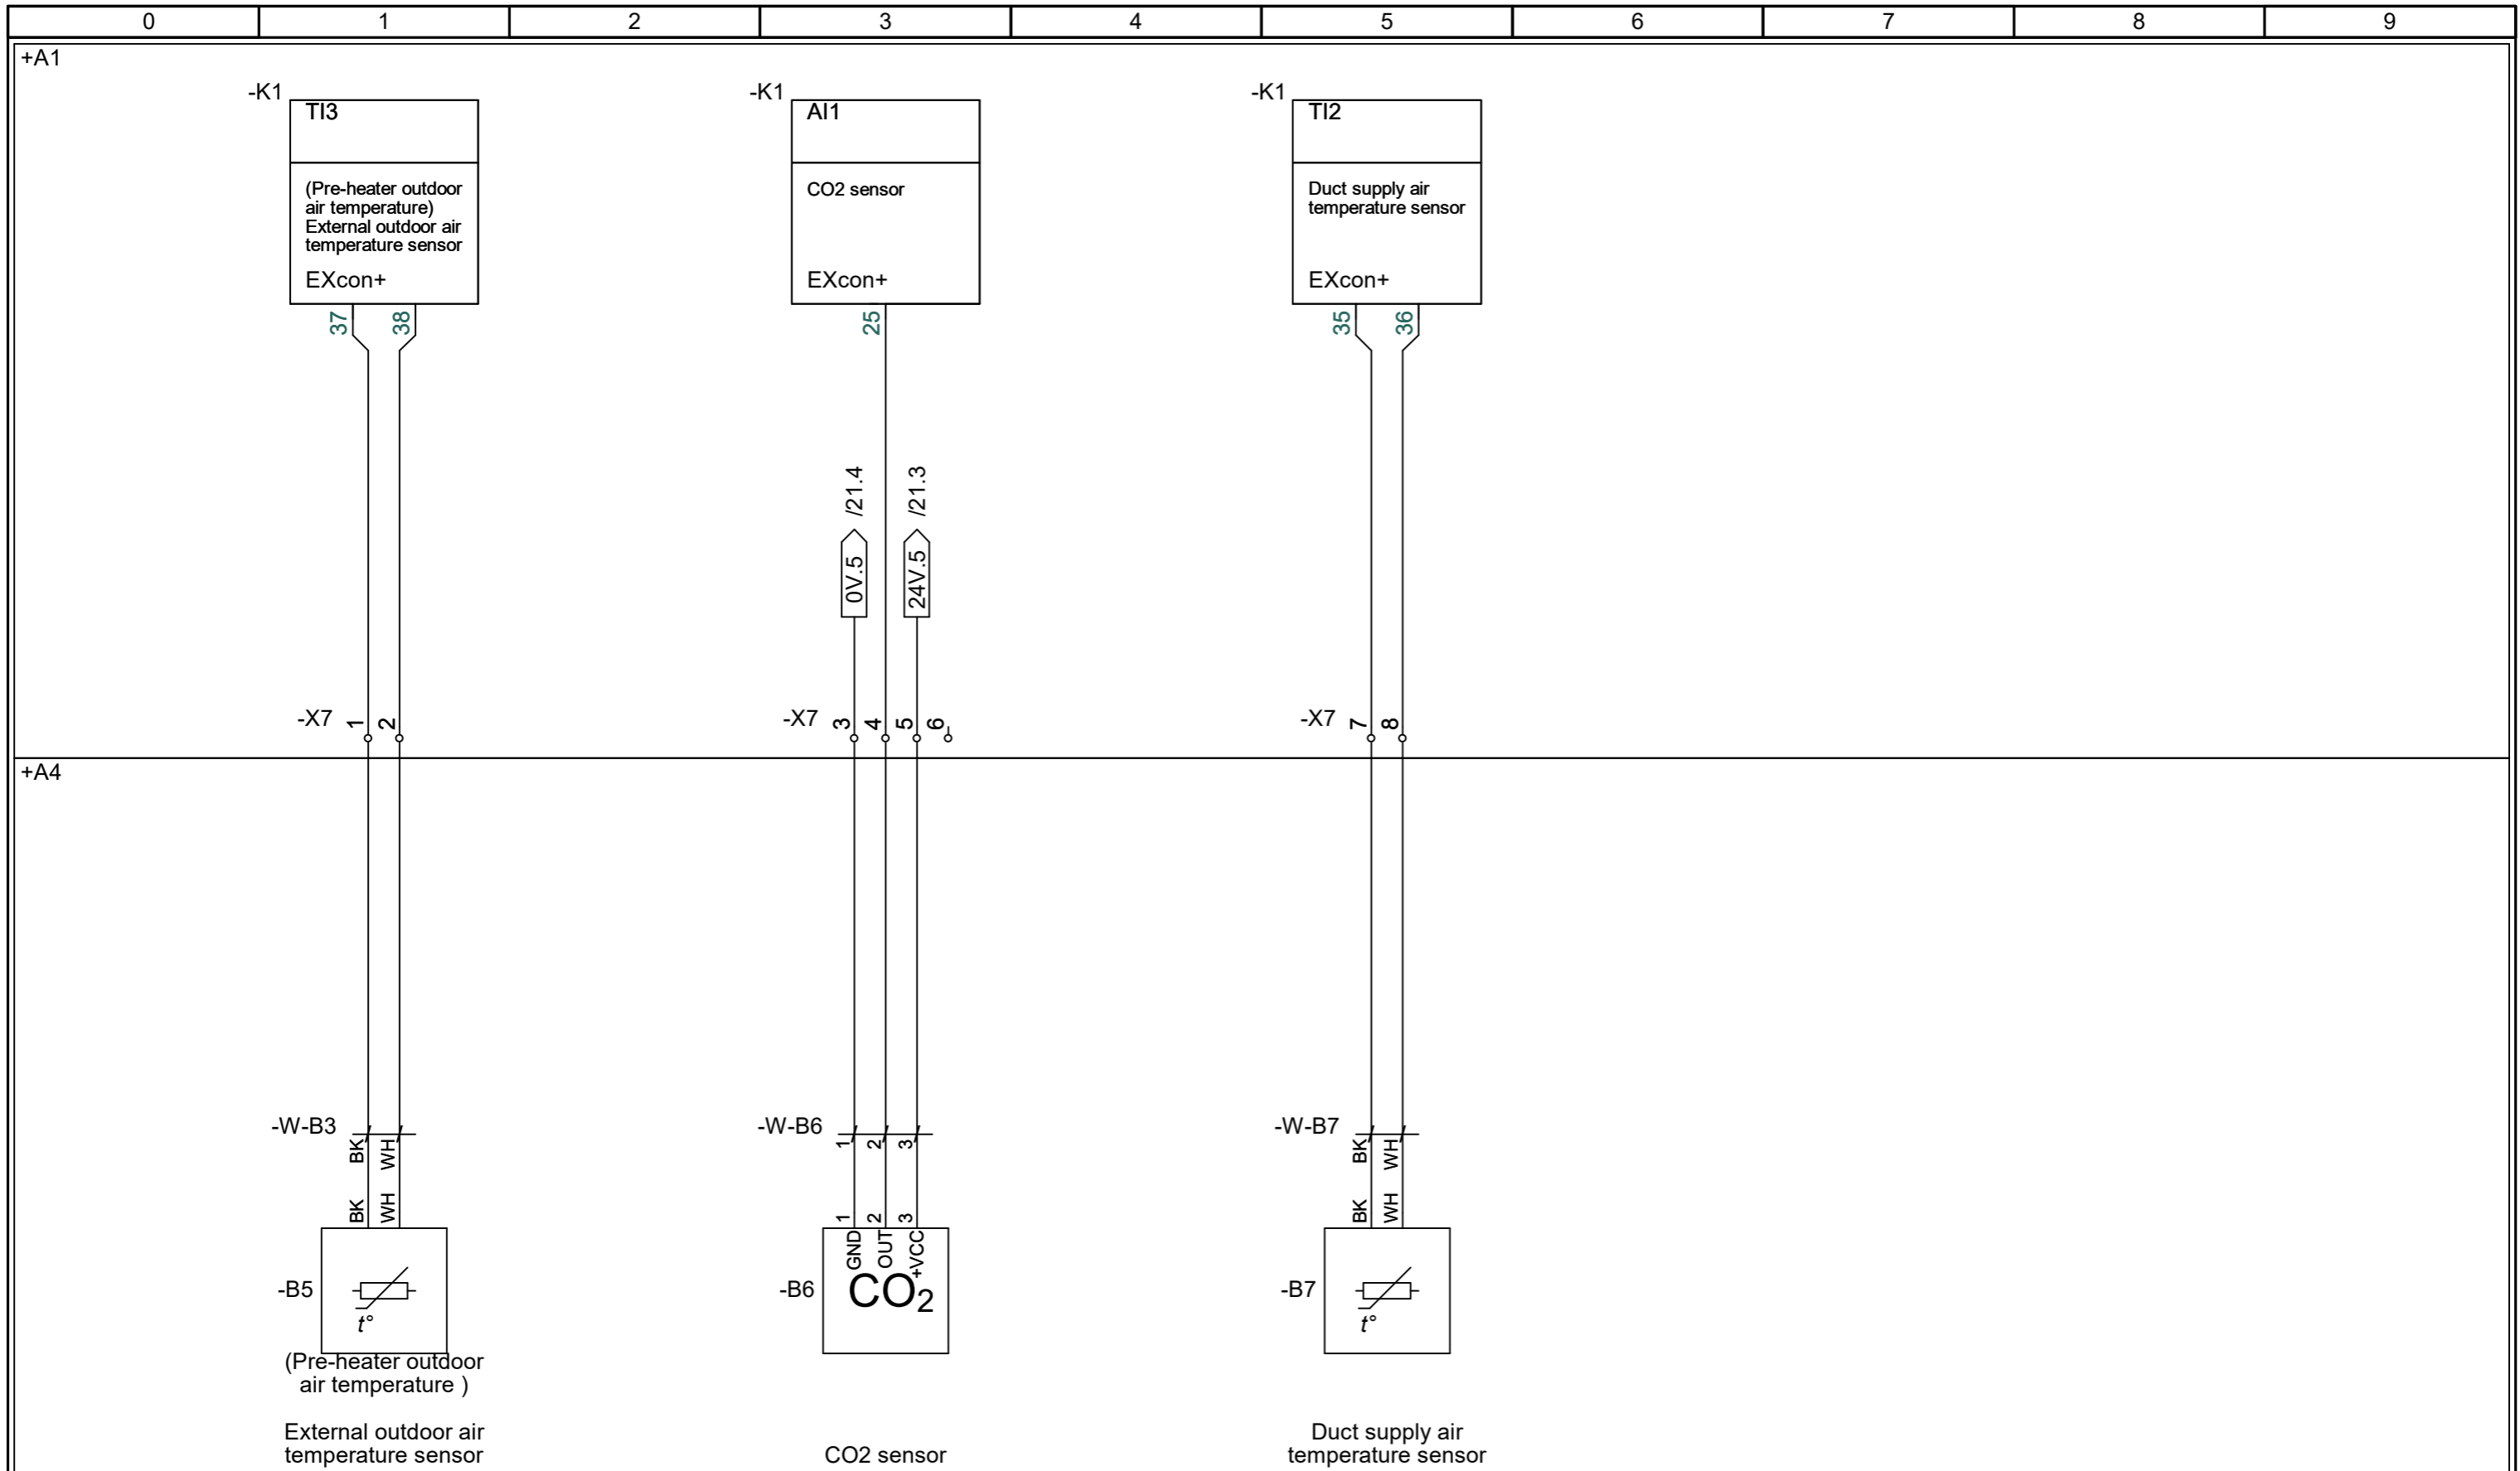 0 1 2 3 4 5 6 7 8 9
+A1
-K1 -K1 -K1
TI3 AI1 TI2
(Pre-heater outdoor
air temperature)
External outdoor air
temperature sensor
CO2 sensor
Duct supply air
temperature sensor
EXcon+ EXcon+ EXcon+
37 38 25 35 36
/21.4 /21.3
0V.5 24V.5
-X7 1 2 -X7 3 4 5 6 -X7 7 8
+A4
-W-B3 -W-B6 -W-B7
BK WH 1 2 3 BK WH
BK WH 1 2 3 BK WH
GND OUT +VCC
-B5 -B6 CO2 -B7
t° t°
(Pre-heater outdoor
air temperature )
External outdoor air
temperature sensor
CO2 sensor
Duct supply air
temperature sensor